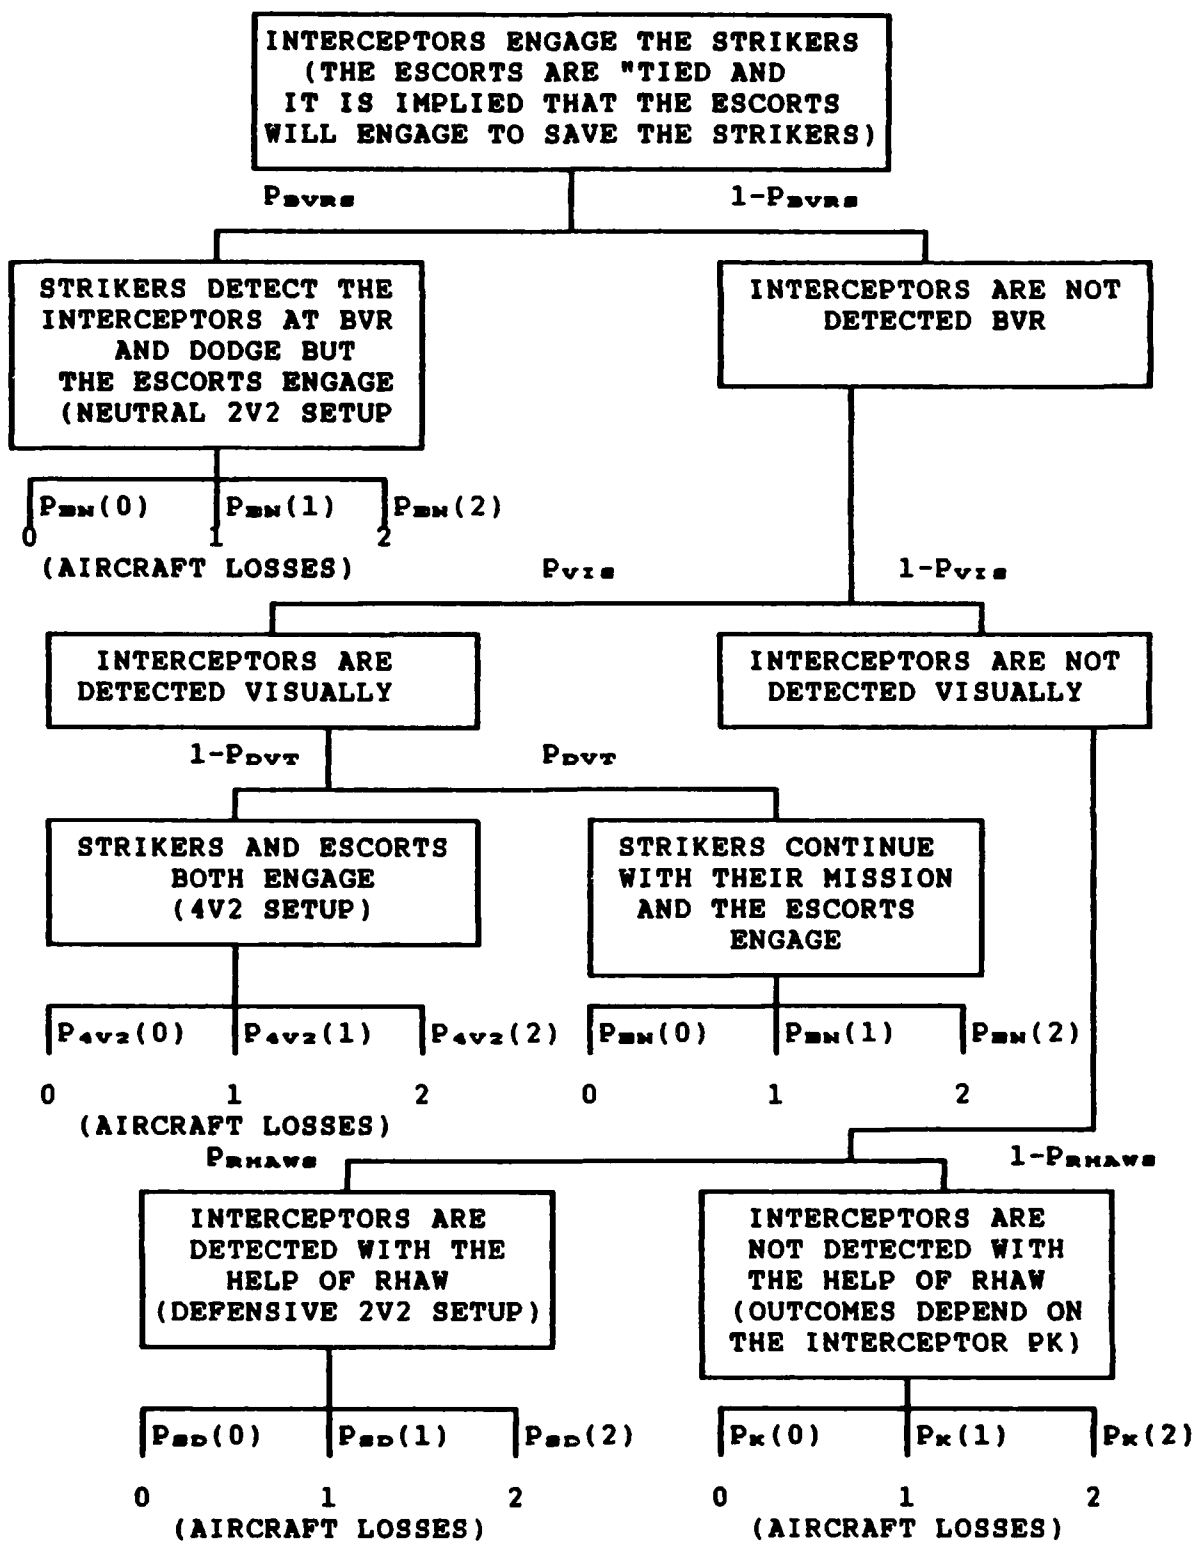 INTERCEPTORS ENGAGE THE STRIKERS
(THE ESCORTS ARE "TIED AND
IT IS IMPLIED THAT THE ESCORTS
WILL ENGAGE TO SAVE THE STRIKERS)
PBVRS 1-PBVRS
STRIKERS DETECT THE
INTERCEPTORS AT BVR
AND DODGE BUT
THE ESCORTS ENGAGE
(NEUTRAL 2V2 SETUP
INTERCEPTORS ARE NOT
DETECTED BVR
PEN(0) PEN(1) PEN(2)
0 1 2
(AIRCRAFT LOSSES)
PVIS 1-PVIS
INTERCEPTORS ARE
DETECTED VISUALLY
INTERCEPTORS ARE NOT
DETECTED VISUALLY
1-PDVT PDVT
STRIKERS AND ESCORTS
BOTH ENGAGE
(4V2 SETUP)
STRIKERS CONTINUE
WITH THEIR MISSION
AND THE ESCORTS
ENGAGE
P4V2(0) P4V2(1) P4V2(2)
PEN(0) PEN(1) PEN(2)
0 1 2
0 1 2
(AIRCRAFT LOSSES)
PRHAWS 1-PRHAWS
INTERCEPTORS ARE
DETECTED WITH THE
HELP OF RHAW
(DEFENSIVE 2V2 SETUP)
INTERCEPTORS ARE
NOT DETECTED WITH
THE HELP OF RHAW
(OUTCOMES DEPEND ON
THE INTERCEPTOR PK)
PSD(0) PSD(1) PSD(2)
PK(0) PK(1) PK(2)
0 1 2
0 1 2
(AIRCRAFT LOSSES)
(AIRCRAFT LOSSES)